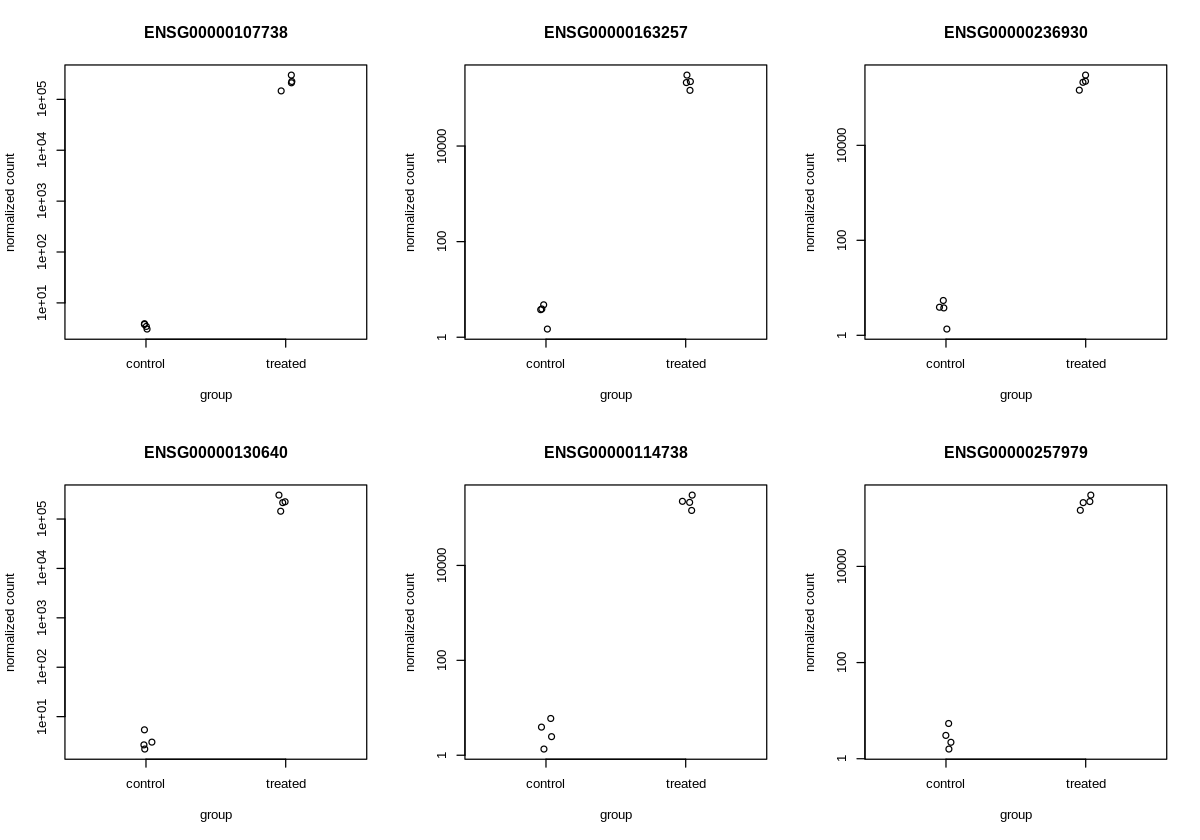 ENSG00000107738
normalized count
1e+05
1e+04
1e+03
1e+02
1e+01
control
treated
group
ENSG00000163257
normalized count
10000
100
1
control
treated
group
ENSG00000236930
normalized count
10000
100
1
control
treated
group
ENSG00000130640
normalized count
1e+05
1e+04
1e+03
1e+02
1e+01
control
treated
group
ENSG00000114738
normalized count
10000
100
1
control
treated
group
ENSG00000257979
normalized count
10000
100
1
control
treated
group